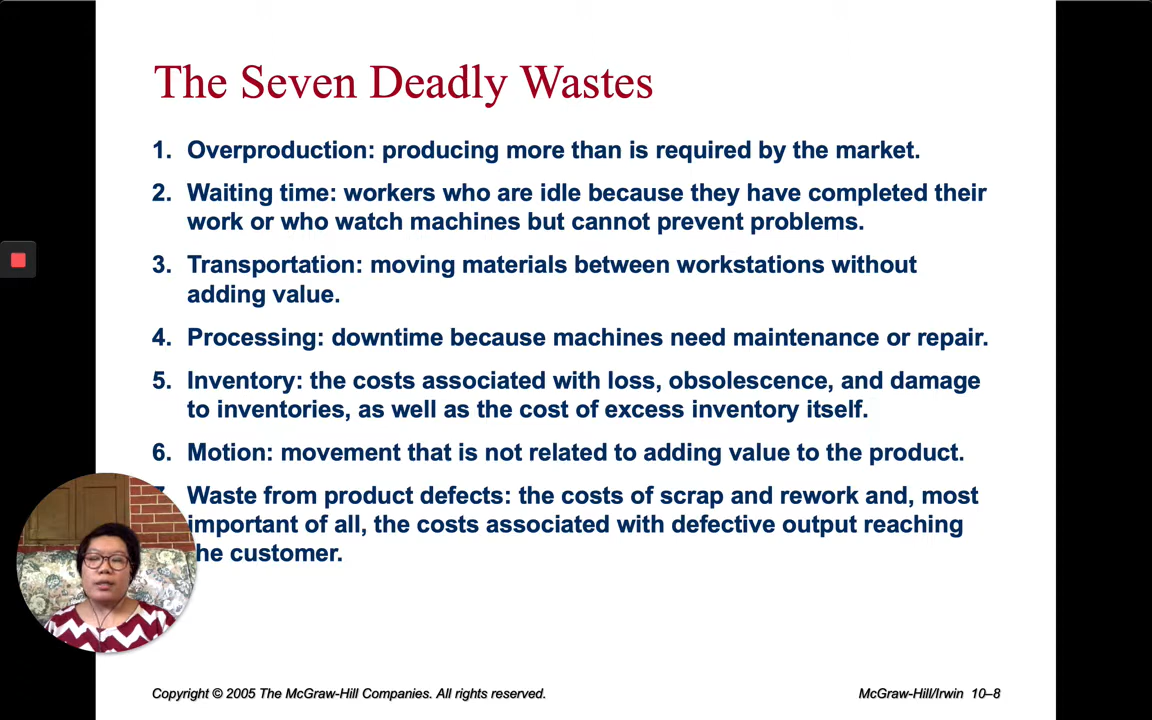 The Seven Deadly Wastes
1. Overproduction: producing more than is required by the market.
2. Waiting time: workers who are idle because they have completed their
work or who watch machines but cannot prevent problems.
3. Transportation: moving materials between workstations without
adding value.
4. Processing: downtime because machines need maintenance or repair.
5. Inventory: the costs associated with loss, obsolescence, and damage
to inventories, as well as the cost of excess inventory itself.
6. Motion: movement that is not related to adding value to the product.
7. Waste from product defects: the costs of scrap and rework and, most
important of all, the costs associated with defective output reaching
the customer.
Copyright © 2005 The McGraw-Hill Companies. All rights reserved.
McGraw-Hill/Irwin 10–8